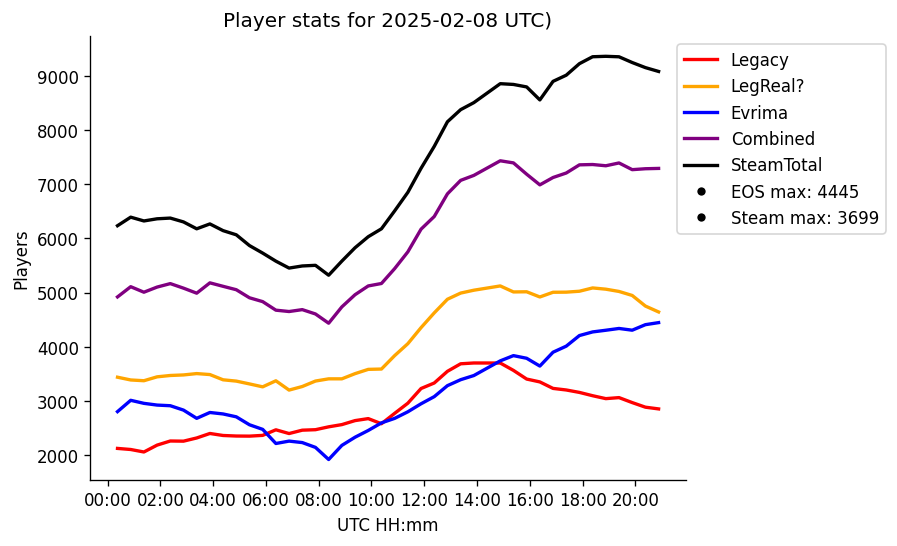 Player stats for 2025-02-08 UTC)
Legacy
LegReal?
Evrima
Combined
SteamTotal
EOS max: 4445
Steam max: 3699
Players
9000
8000
7000
6000
5000
4000
3000
2000
00:00 02:00 04:00 06:00 08:00 10:00 12:00 14:00 16:00 18:00 20:00
UTC HH:mm